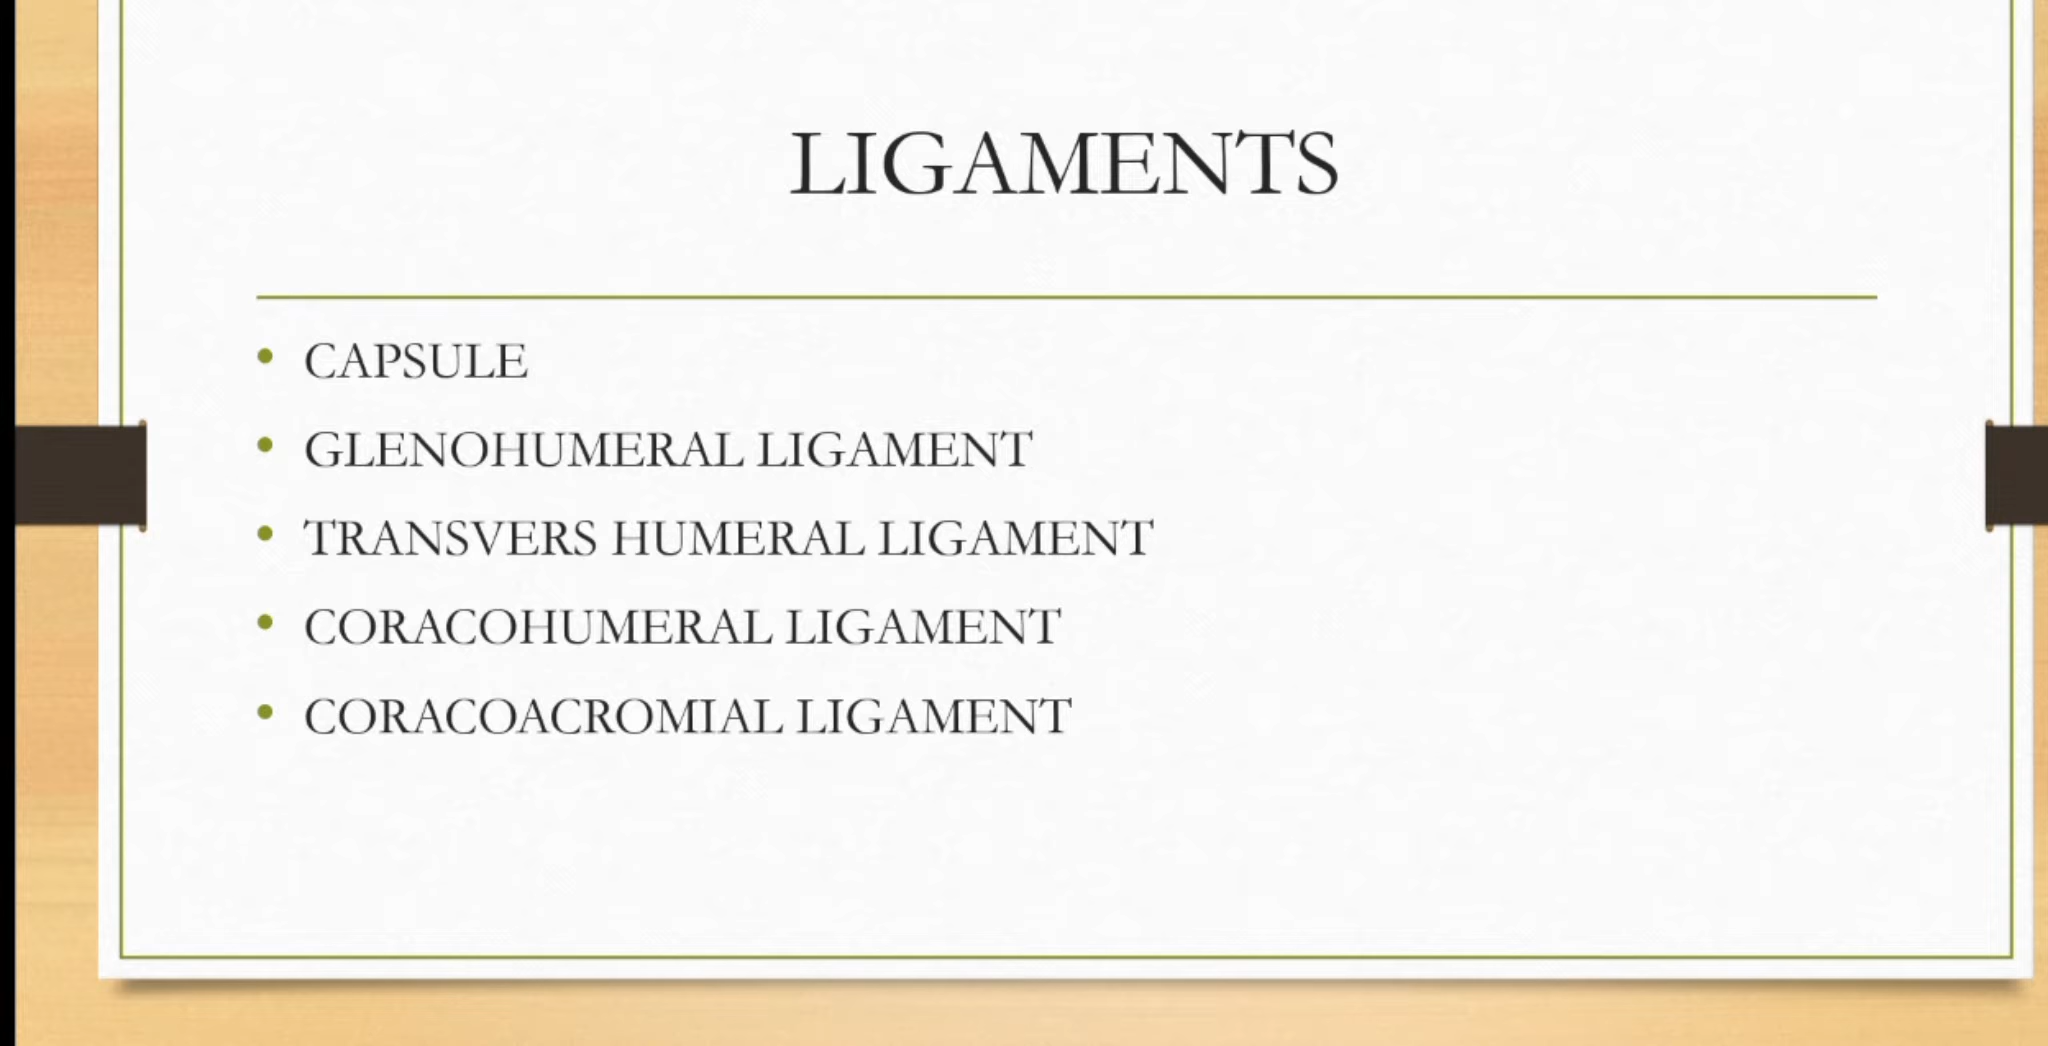 LIGAMENTS
• CAPSULE
• GLENOHUMERAL LIGAMENT
• TRANSVERS HUMERAL LIGAMENT
• CORACOHUMERAL LIGAMENT
• CORACOACROMIAL LIGAMENT